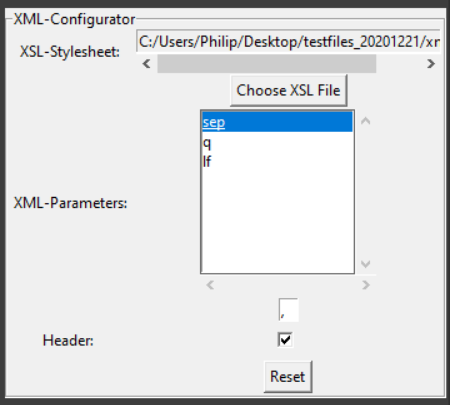 XML-Configurator
XSL-Stylesheet: C:/Users/Philip/Desktop/testfiles_20201221/xr
Choose XSL File
sep
q
lf
XML-Parameters:
,
Header:
Reset